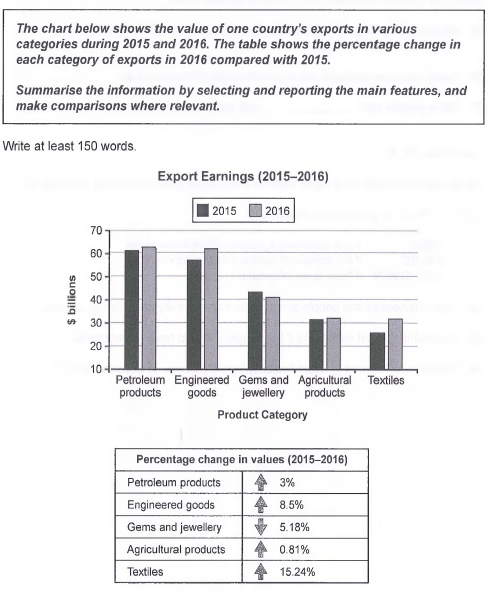 The chart below shows the value of one country's exports in various
categories during 2015 and 2016. The table shows the percentage change in
each category of exports in 2016 compared with 2015.
Summarise the information by selecting and reporting the main features, and
make comparisons where relevant.
Write at least 150 words.
Export Earnings (2015–2016)
2015 2016
$ billions
70
60
50
40
30
20
10
Petroleum products
Engineered goods
Gems and jewellery
Agricultural products
Textiles
Product Category
Percentage change in values (2015–2016)
Petroleum products 3%
Engineered goods 8.5%
Gems and jewellery 5.18%
Agricultural products 0.81%
Textiles 15.24%